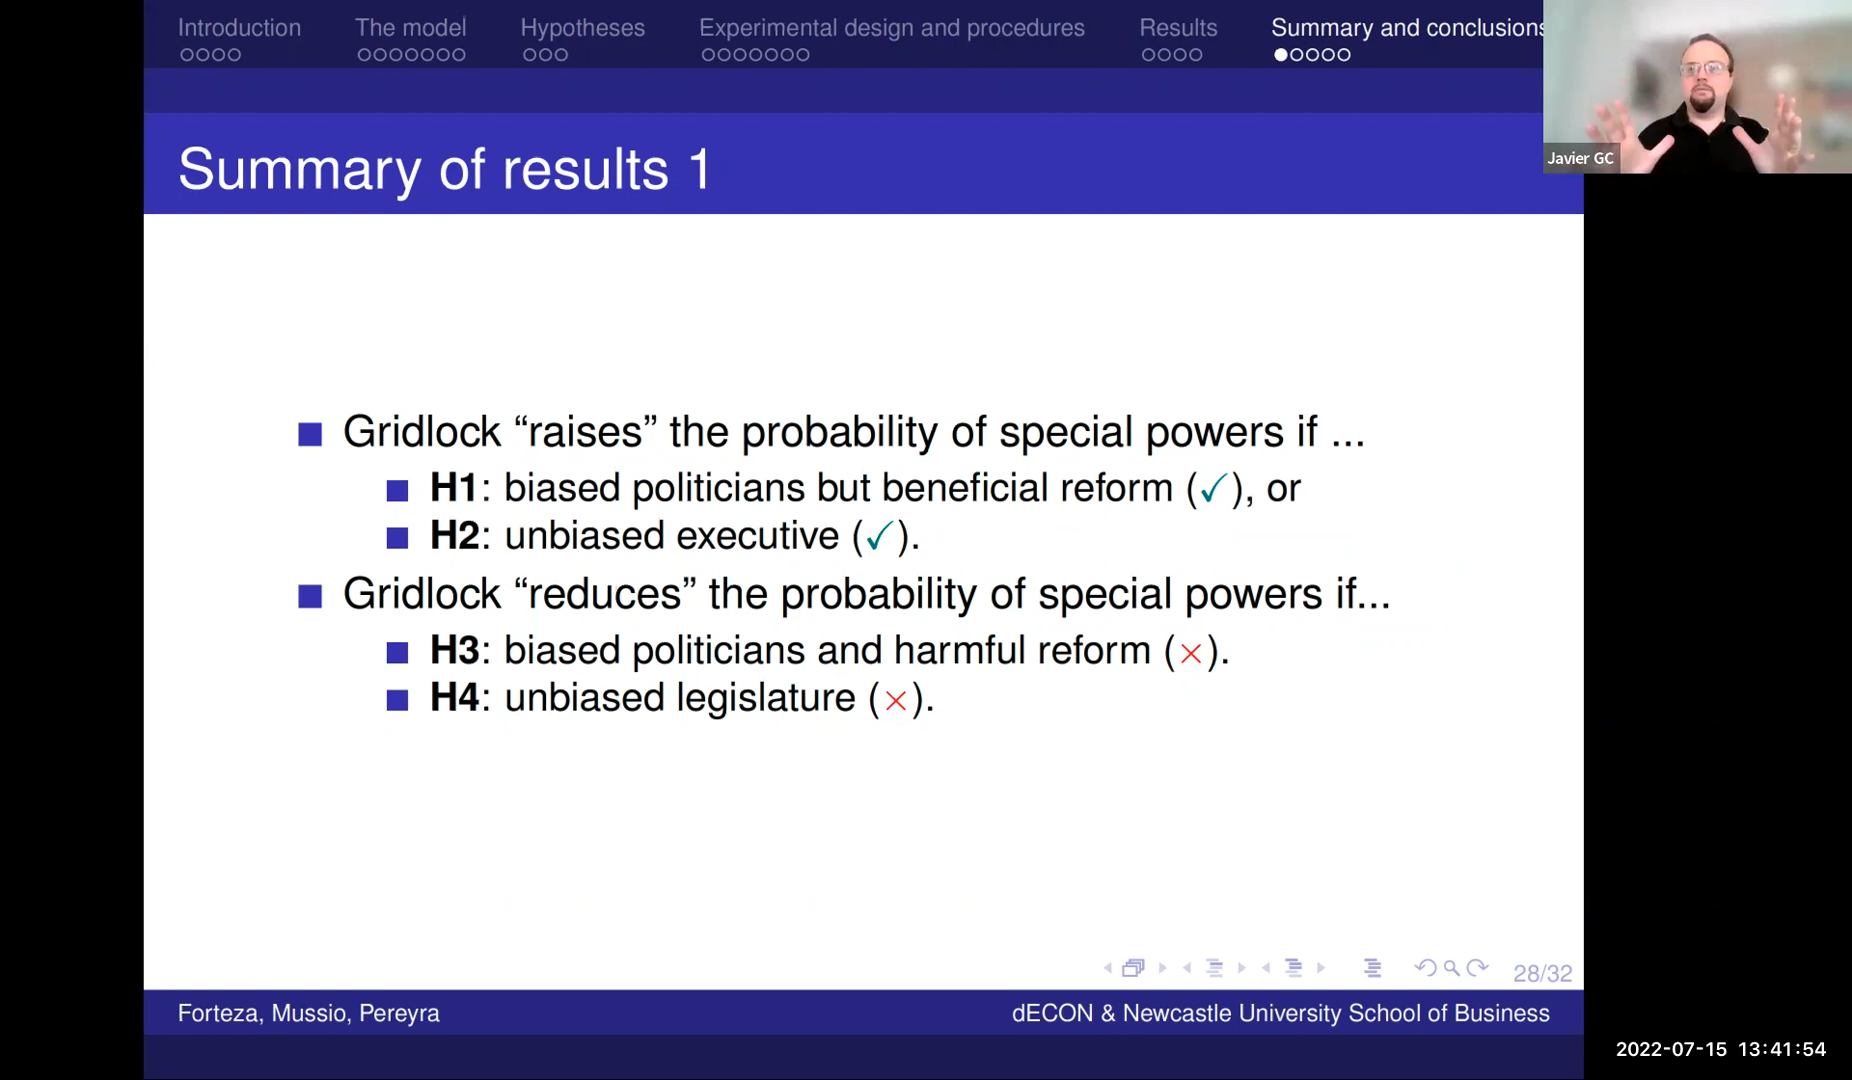 Introduction
The model
Hypotheses
Experimental design and procedures
Results
Summary and conclusions
Javier GC
Summary of results 1
Gridlock “raises” the probability of special powers if ...
H1: biased politicians but beneficial reform (✓), or
H2: unbiased executive (✓).
Gridlock “reduces” the probability of special powers if...
H3: biased politicians and harmful reform (×).
H4: unbiased legislature (×).
28/32
Forteza, Mussio, Pereyra
dECON & Newcastle University School of Business
2022-07-15 13:41:54